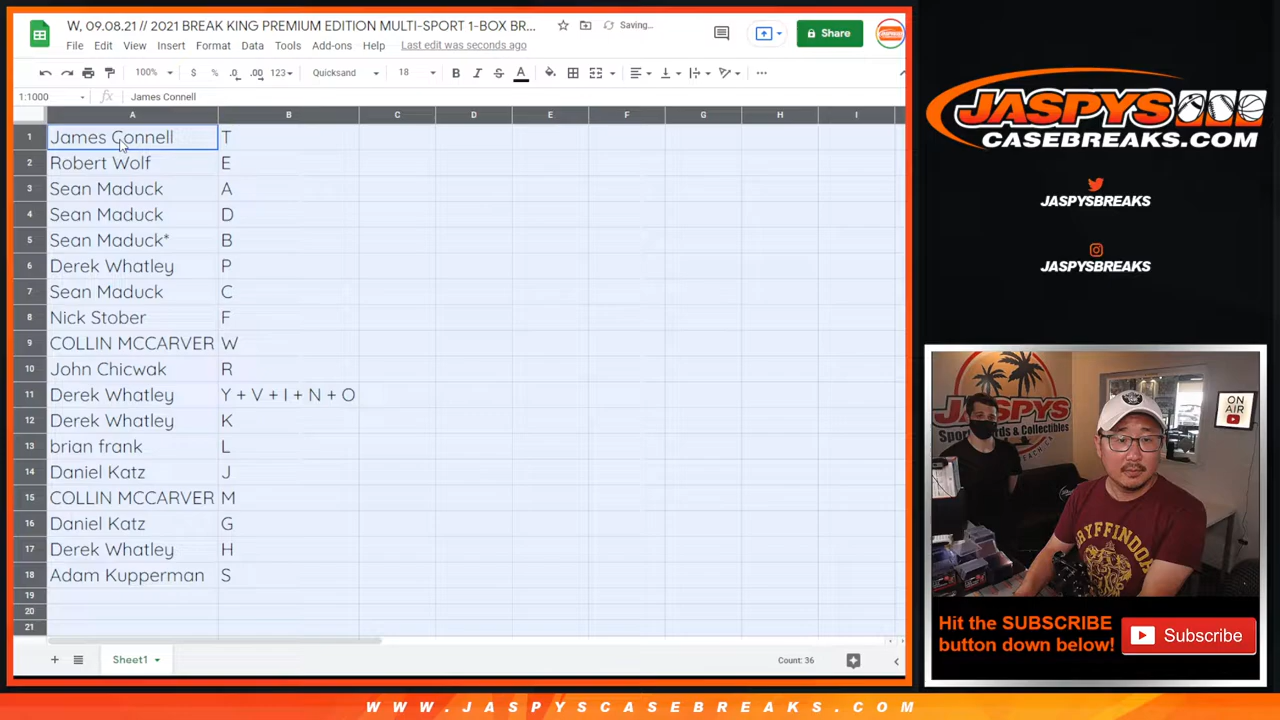 W, 09.08.21 // 2021 BREAK KING PREMIUM EDITION MULTI-SPORT 1-BOX BR...
Saving...
Share
File Edit View Insert Format Data Tools Add-ons Help Last edit was seconds ago
100% $ % .0 .00 123 Quicksand 18 B I S A
1:1000 fx James Connell
A B C D E F G H I
1 James Connell T
2 Robert Wolf E
3 Sean Maduck A
4 Sean Maduck D
5 Sean Maduck* B
6 Derek Whatley P
7 Sean Maduck C
8 Nick Stober F
9 COLLIN MCCARVER W
10 John Chicwak R
11 Derek Whatley Y + V + I + N + O
12 Derek Whatley K
13 brian frank L
14 Daniel Katz J
15 COLLIN MCCARVER M
16 Daniel Katz G
17 Derek Whatley H
18 Adam Kupperman S
19
20
21
Sheet1
Count: 36
JASPYS
CASEBREAKS.COM
JASPYSBREAKS
JASPYSBREAKS
JASPYS
ON
AIR
GRYFFINDOR
Hit the SUBSCRIBE
button down below!
Subscribe
WWW.JASPYSCASEBREAKS.COM